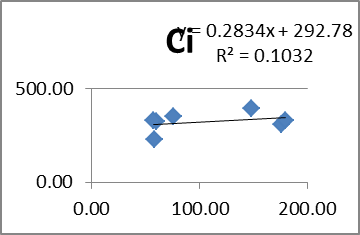 Ci
y = 0.2834x + 292.78
R² = 0.1032
500.00
0.00
0.00 100.00 200.00